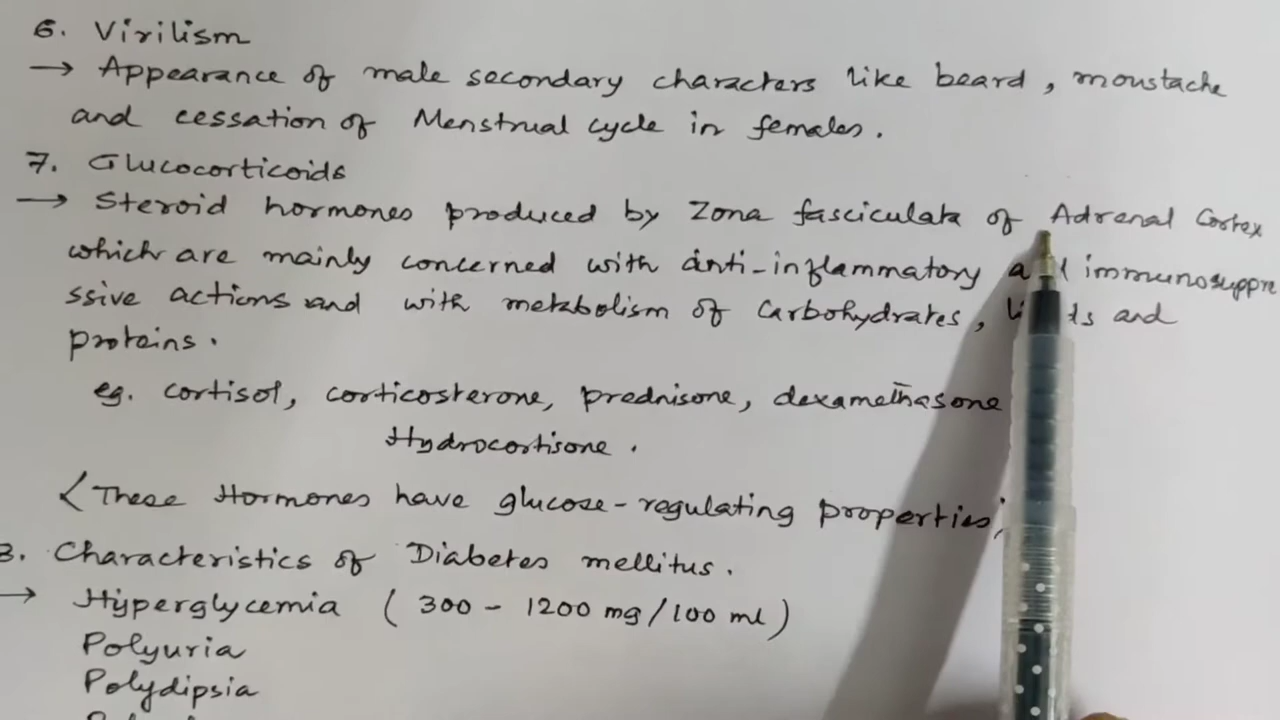 6. Virilism
→ Appearance of male secondary characters like beard, moustache
and cessation of Menstrual cycle in females.
7. Glucocorticoids
→ Steroid hormones produced by Zona fasciculata of Adrenal Cortex
which are mainly concerned with anti-inflammatory immunosuppre
ssive actions and with metabolism of Carbohydrates, and
proteins.
eg. cortisol, corticosterone, prednisone, dexamethasone
Hydrocortisone.
(These Hormones have glucose-regulating properties)
3. Characteristics of Diabetes mellitus.
→ Hyperglycemia (300 - 1200 mg/100 ml)
Polyuria
Polydipsia